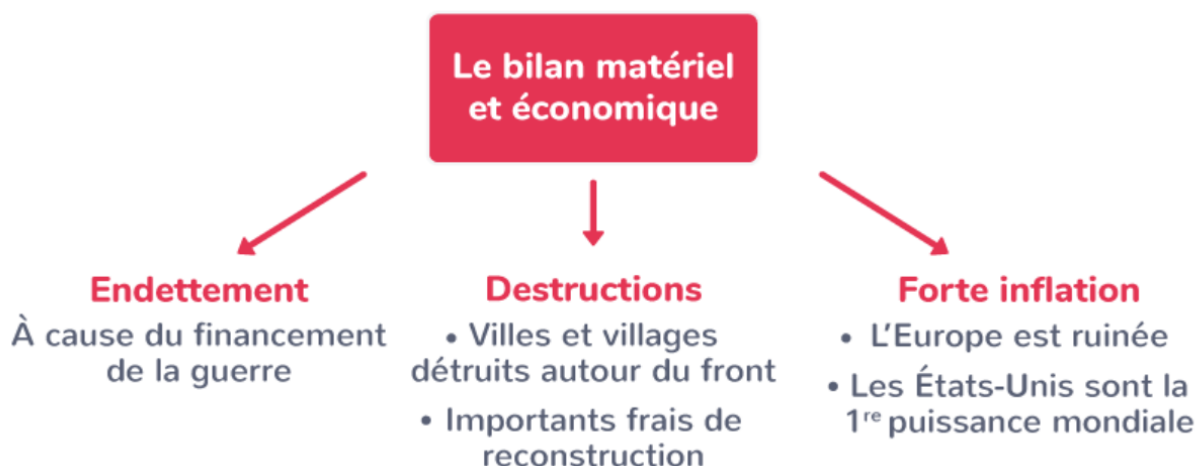 Le bilan matériel
et économique
Endettement
À cause du financement
de la guerre
Destructions
• Villes et villages
détruits autour du front
• Importants frais de
reconstruction
Forte inflation
• L'Europe est ruinée
• Les États-Unis sont la
1re puissance mondiale